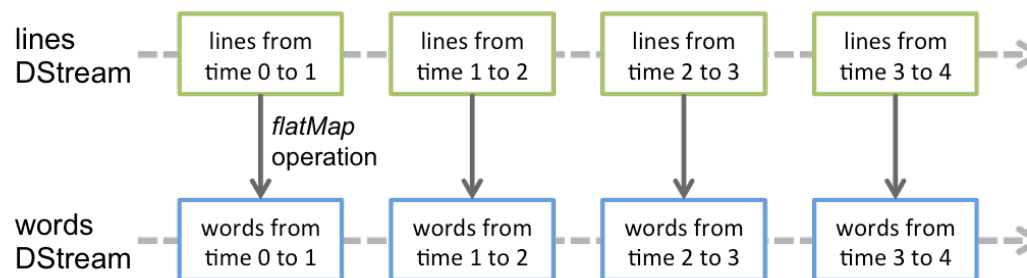 lines
DStream
lines from
time 0 to 1
lines from
time 1 to 2
lines from
time 2 to 3
lines from
time 3 to 4
flatMap
operation
words
DStream
words from
time 0 to 1
words from
time 1 to 2
words from
time 2 to 3
words from
time 3 to 4